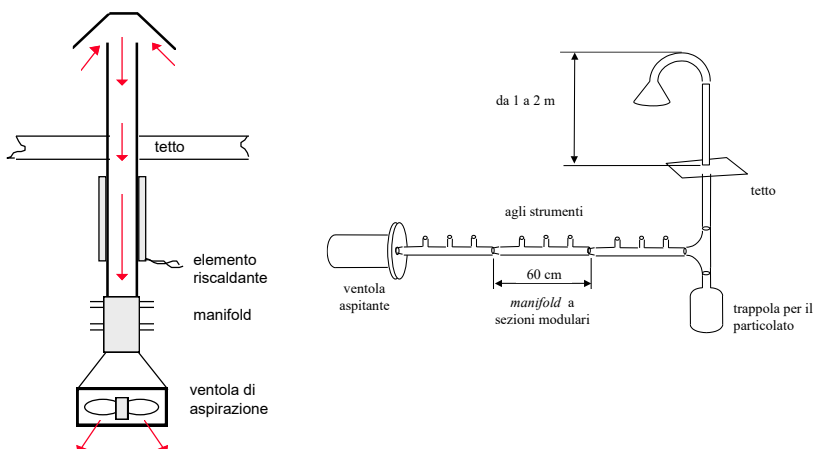 tetto
elemento
riscaldante
manifold
ventola di
aspirazione
da 1 a 2 m
tetto
agli strumenti
60 cm
ventola
aspitante
manifold a
sezioni modulari
trappola per il
particolato